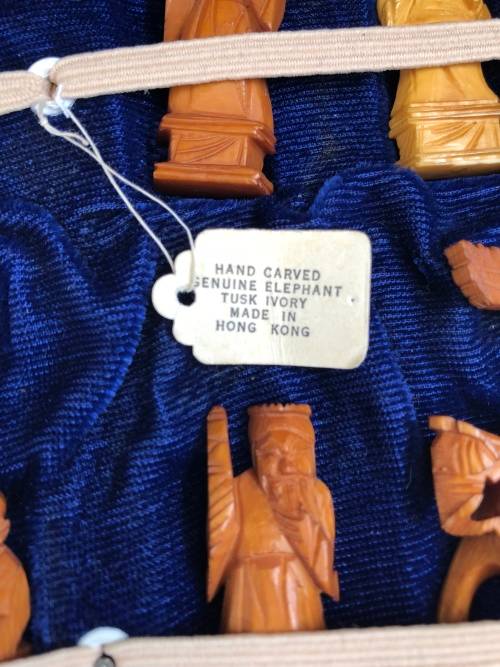 HAND CARVED
GENUINE ELEPHANT
TUSK IVORY
MADE IN
HONG KONG